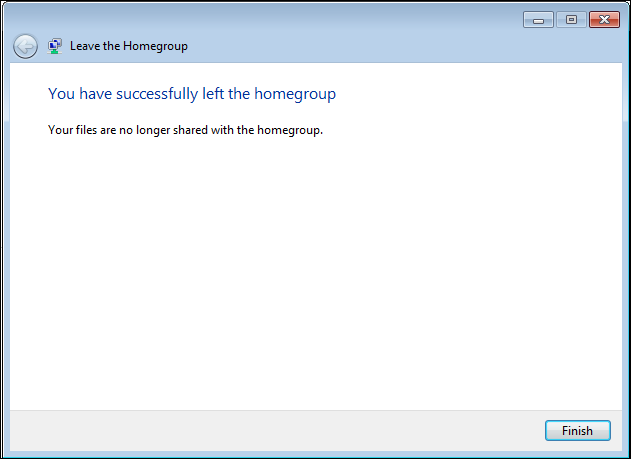 Leave the Homegroup
You have successfully left the homegroup
Your files are no longer shared with the homegroup.
Finish